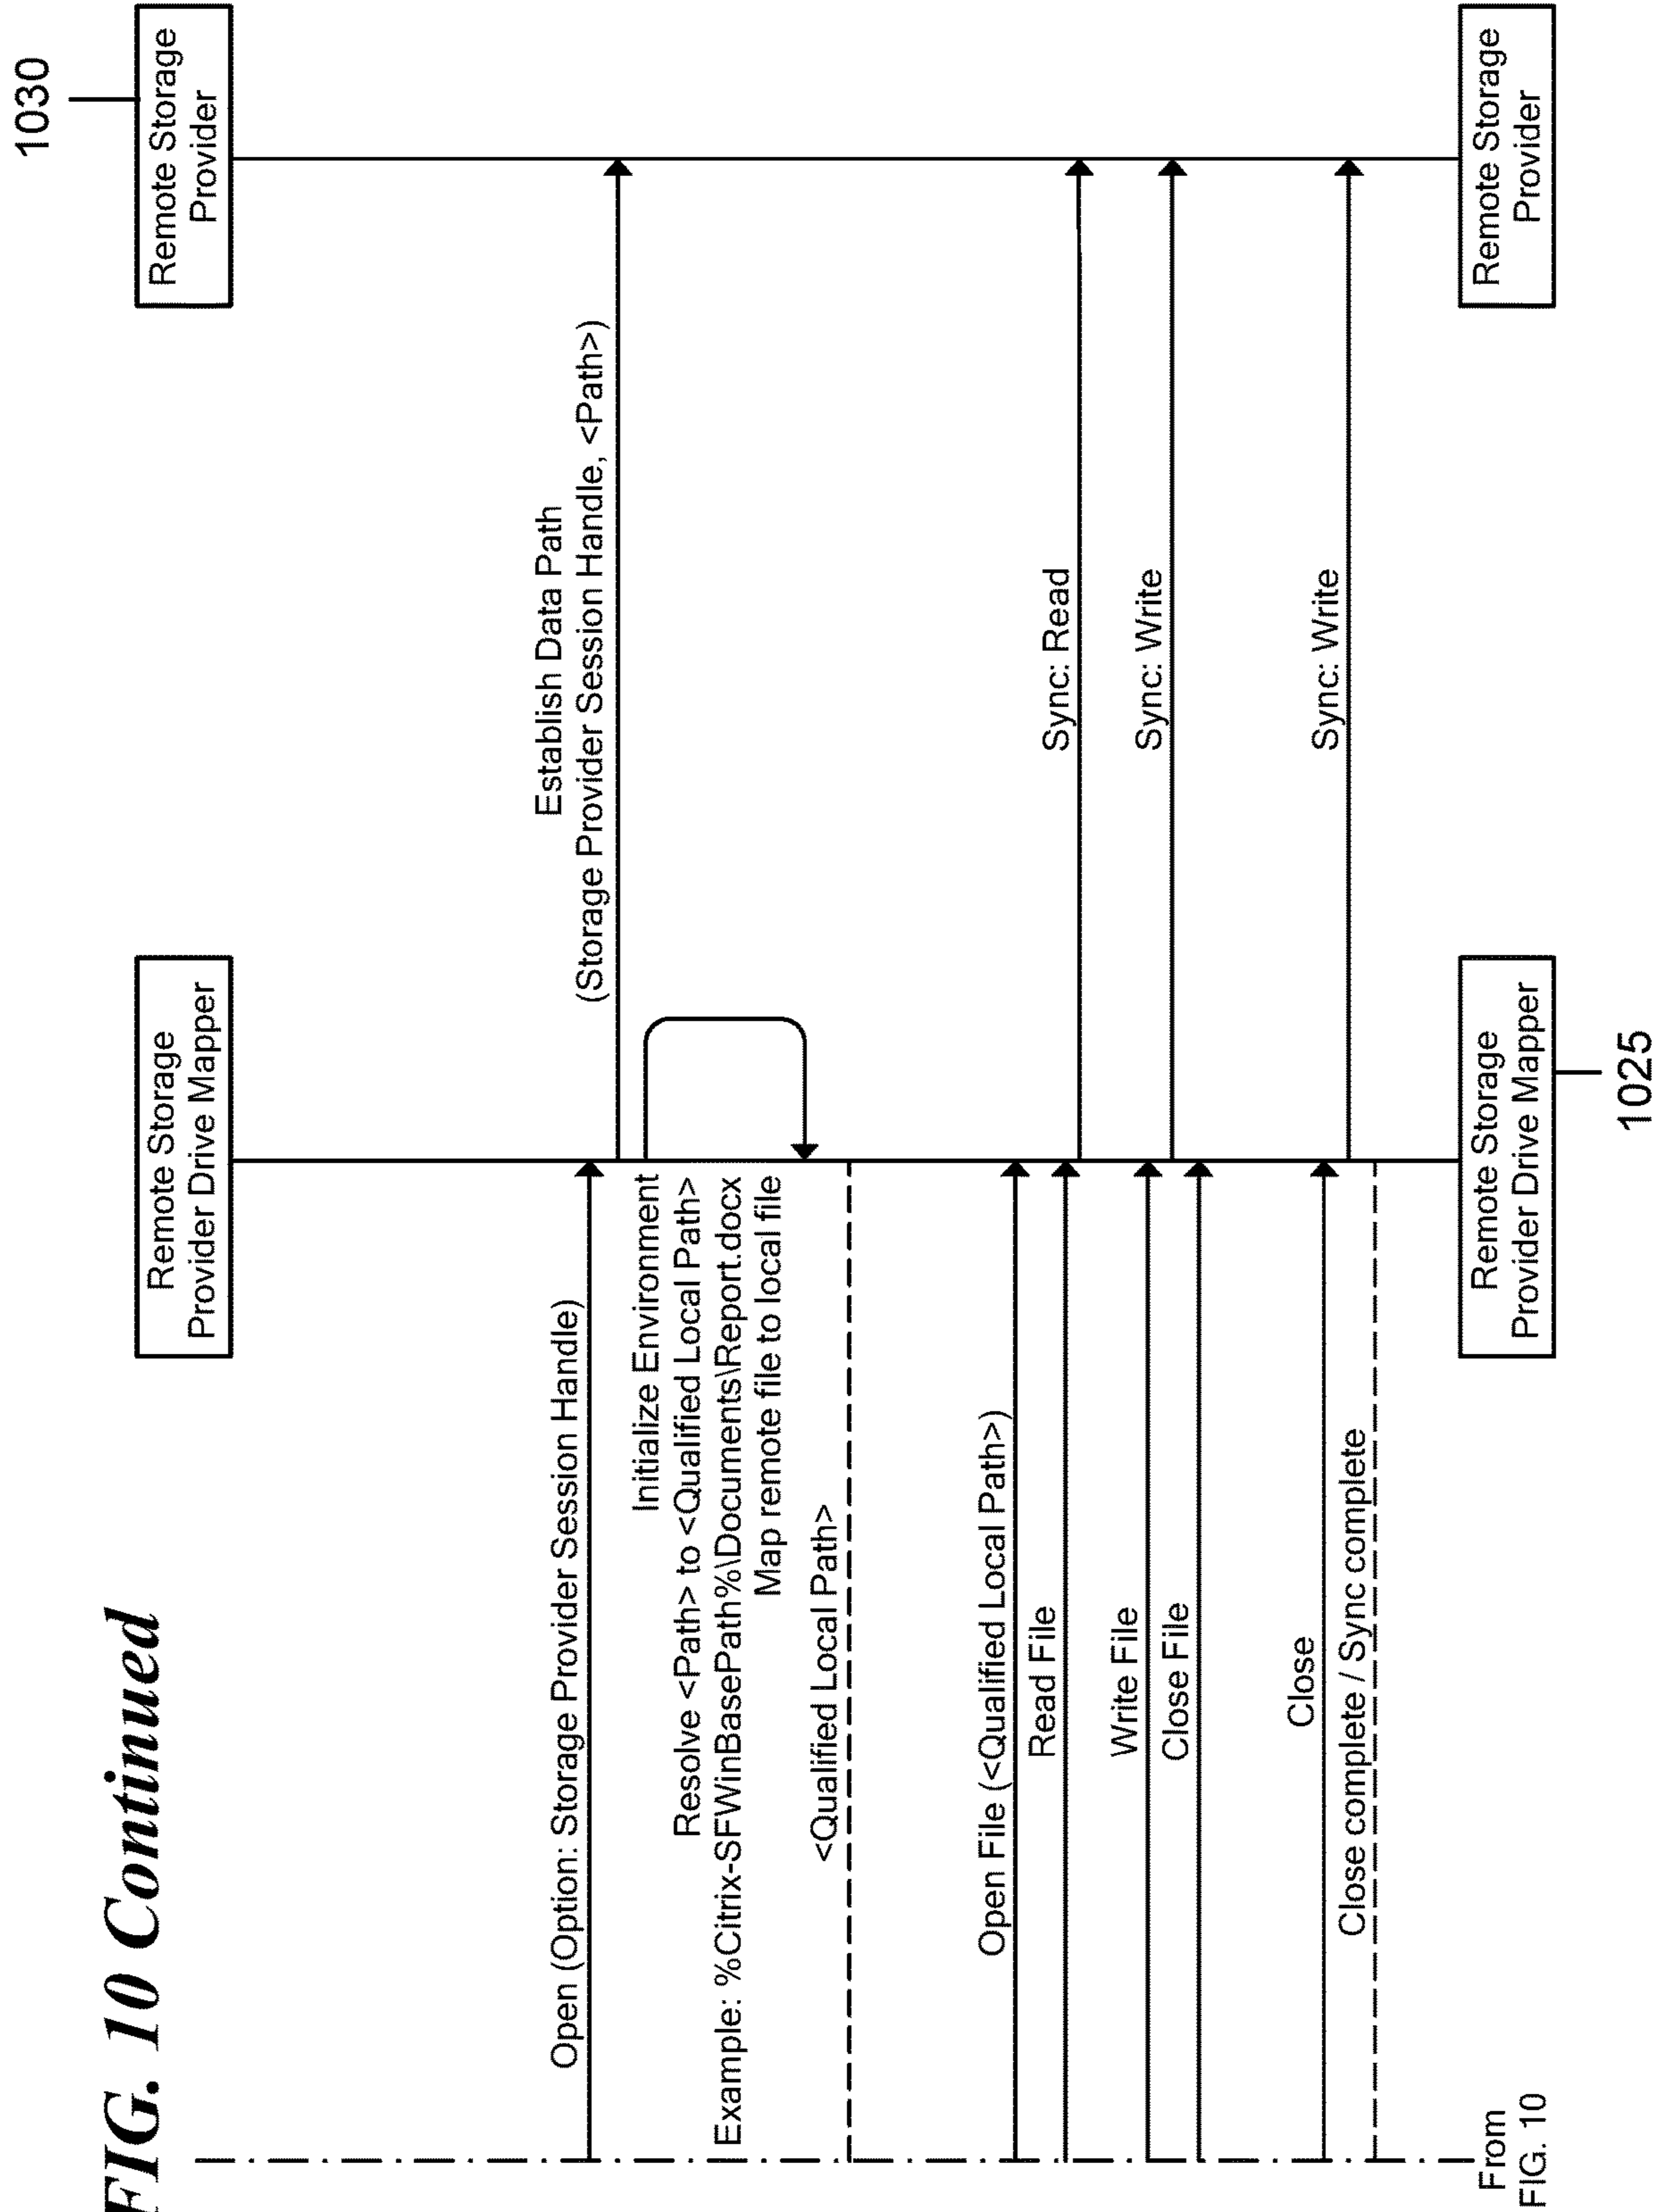 FIG. 10 Continued
1030
Remote Storage
Provider Drive Mapper
Remote Storage
Provider
Open (Option: Storage Provider Session Handle)
Establish Data Path
(Storage Provider Session Handle, <Path>)
Initialize Environment
Resolve <Path> to <Qualified Local Path>
Example: %Citrix-SFWinBasePath%\Documents\Report.docx
Map remote file to local file
<Qualified Local Path>
Open File (<Qualified Local Path>)
Read File
Sync: Read
Write File
Sync: Write
Close File
Close
Sync: Write
Close complete / Sync complete
From
FIG. 10
Remote Storage
Provider Drive Mapper
Remote Storage
Provider
1025